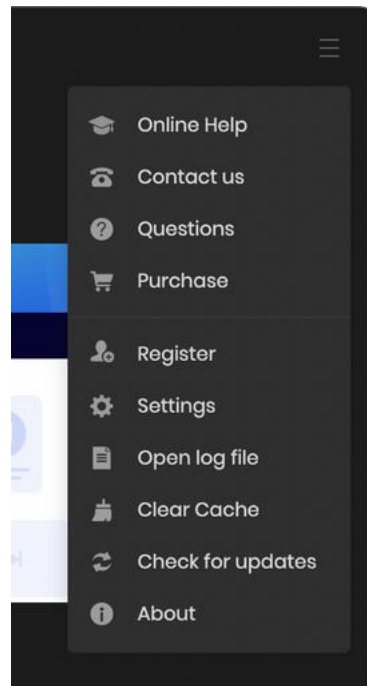 Online Help
Contact us
Questions
Purchase
Register
Settings
Open log file
Clear Cache
Check for updates
About